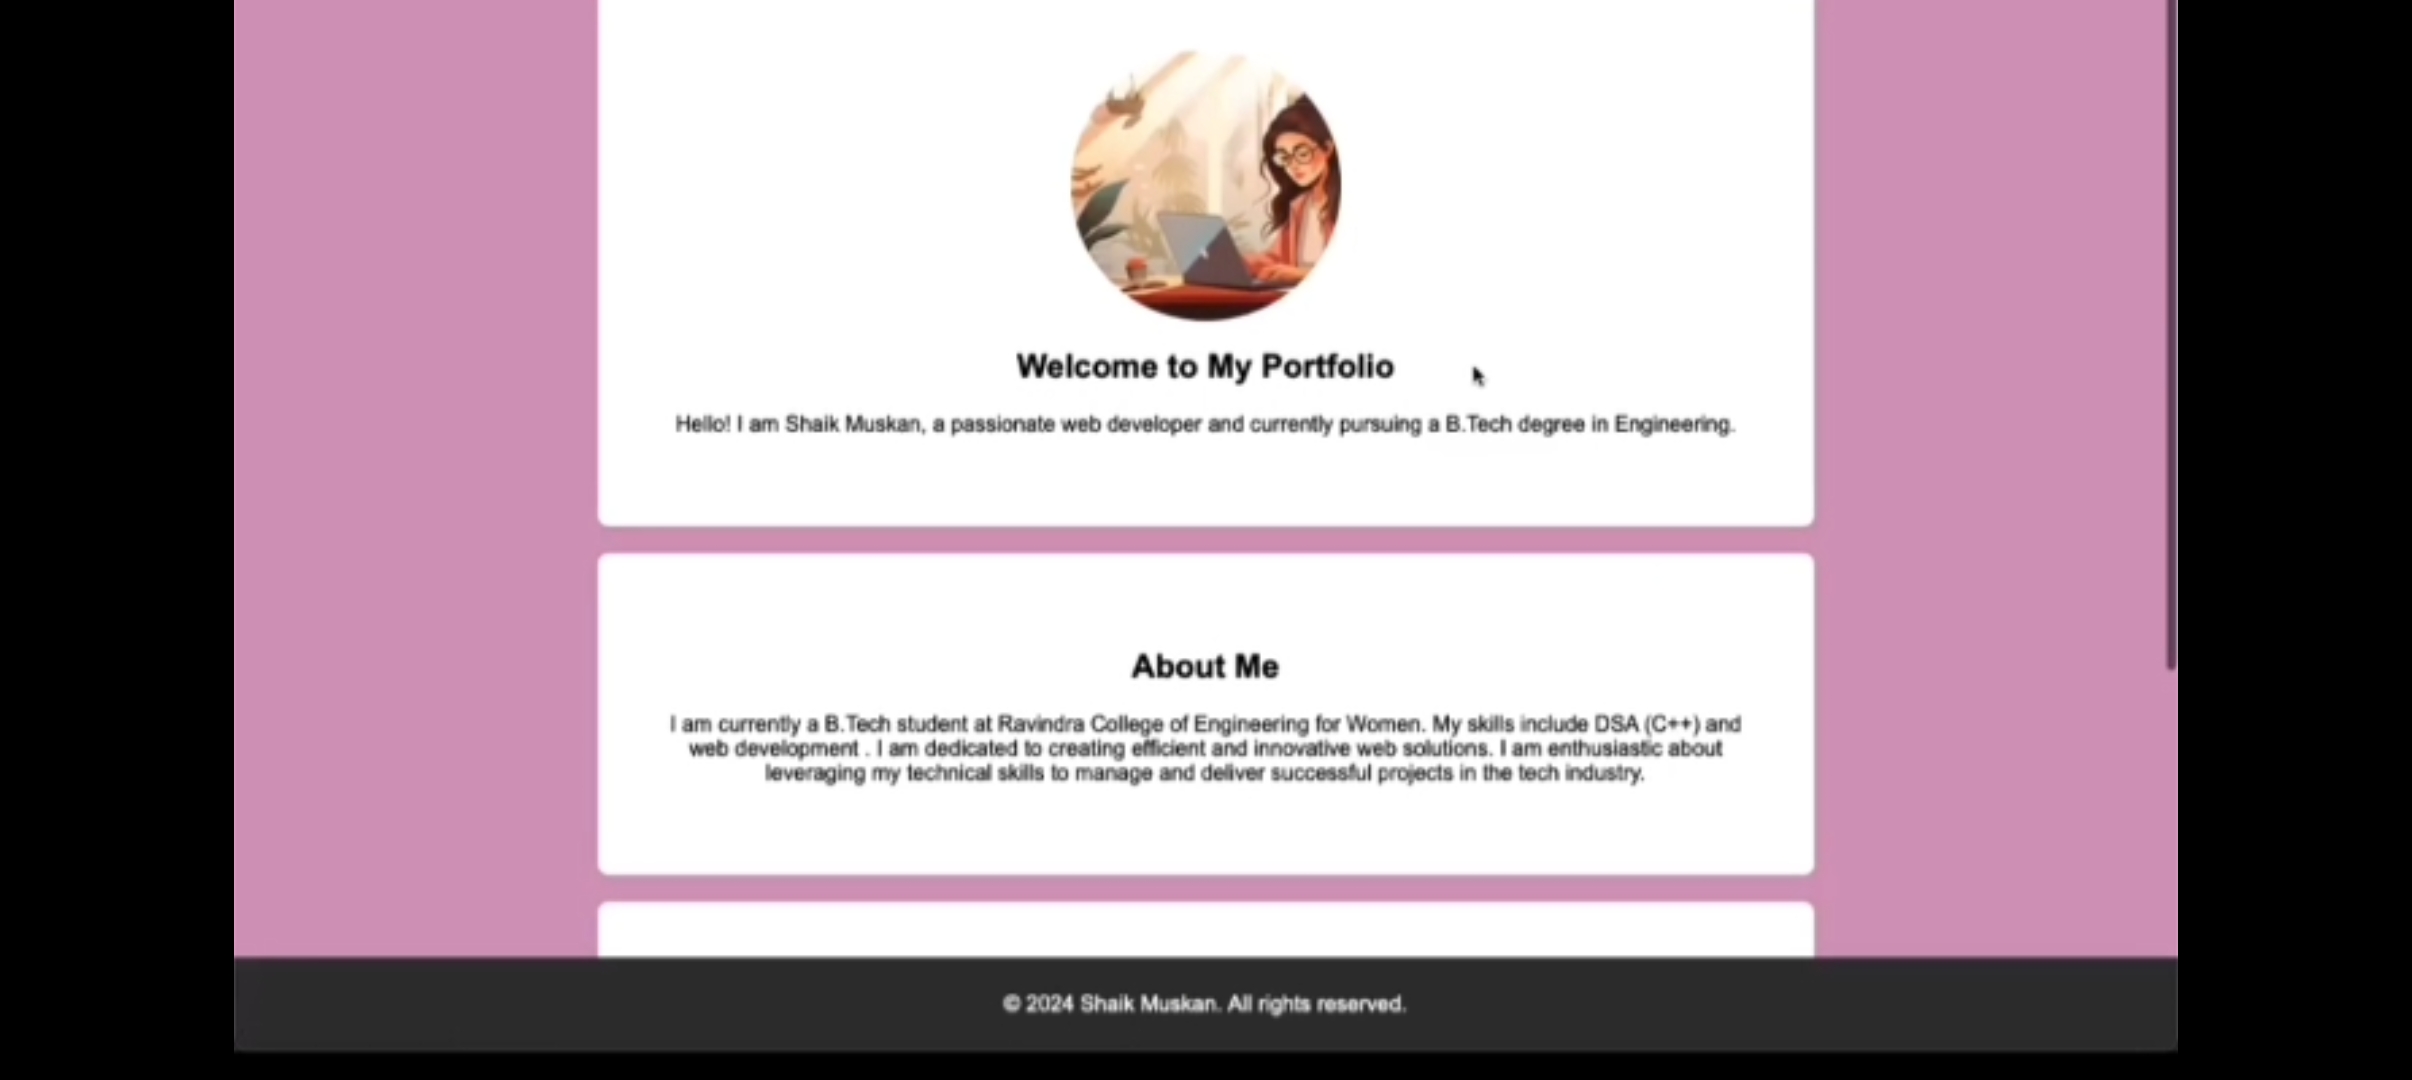 Welcome to My Portfolio
Hello! I am Shaik Muskan, a passionate web developer and currently pursuing a B.Tech degree in Engineering.
About Me
I am currently a B.Tech student at Ravindra College of Engineering for Women. My skills include DSA (C++) and
web development . I am dedicated to creating efficient and innovative web solutions. I am enthusiastic about
leveraging my technical skills to manage and deliver successful projects in the tech industry.
© 2024 Shaik Muskan. All rights reserved.